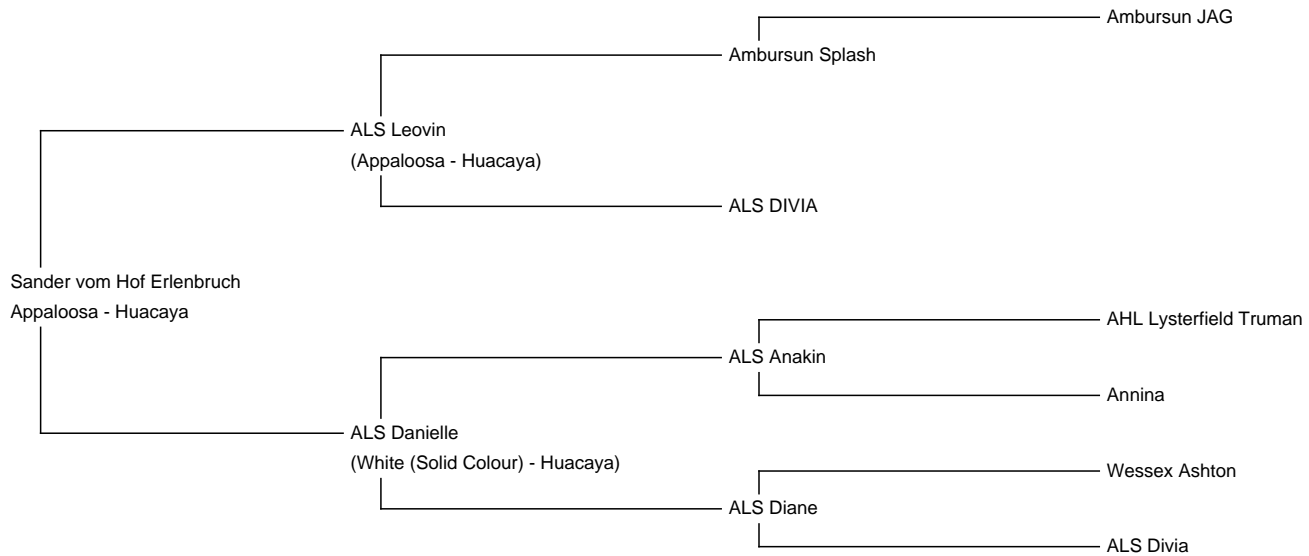 Ambursun JAG
Ambursun Splash
ALS Leovin
(Appaloosa - Huacaya)
ALS DIVIA
Sander vom Hof Erlenbruch
Appaloosa - Huacaya
AHL Lysterfield Truman
ALS Anakin
Annina
ALS Danielle
(White (Solid Colour) - Huacaya)
Wessex Ashton
ALS Diane
ALS Divia